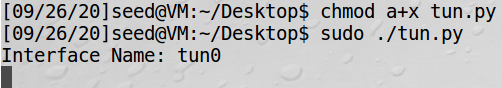 [09/26/20]seed@VM:~/Desktop$ chmod a+x tun.py
[09/26/20]seed@VM:~/Desktop$ sudo ./tun.py
Interface Name: tun0